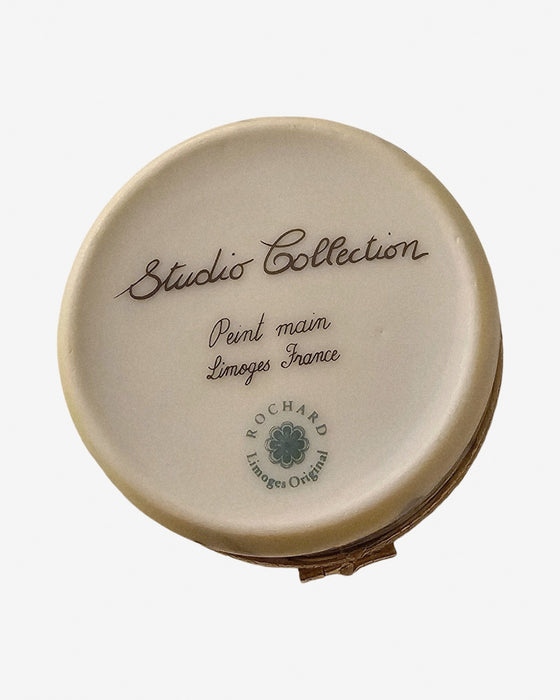 Studio Collection
Peint main
Limoges France
ROCHARD
Limoges Original